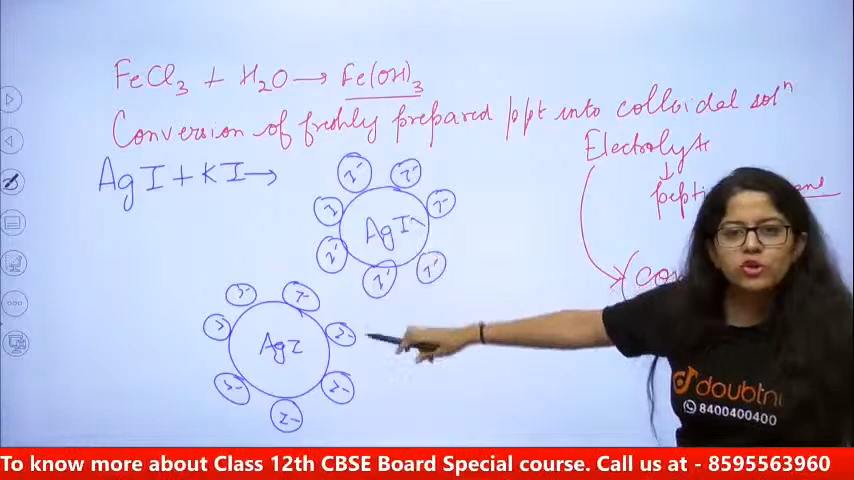 FeCl₃ + H₂O → Fe(OH)₃
Conversion of freshly prepared ppt into colloidal solⁿ
Electrolyte
↓
AgI + KI →
I⁻ I⁻
I⁻ I⁻
AgI
I⁻ I⁻ I⁻
I⁻ I⁻
I⁻ I⁻
AgI
I⁻ I⁻
I⁻
doubtn
8400400400
To know more about Class 12th CBSE Board Special course. Call us at - 8595563960